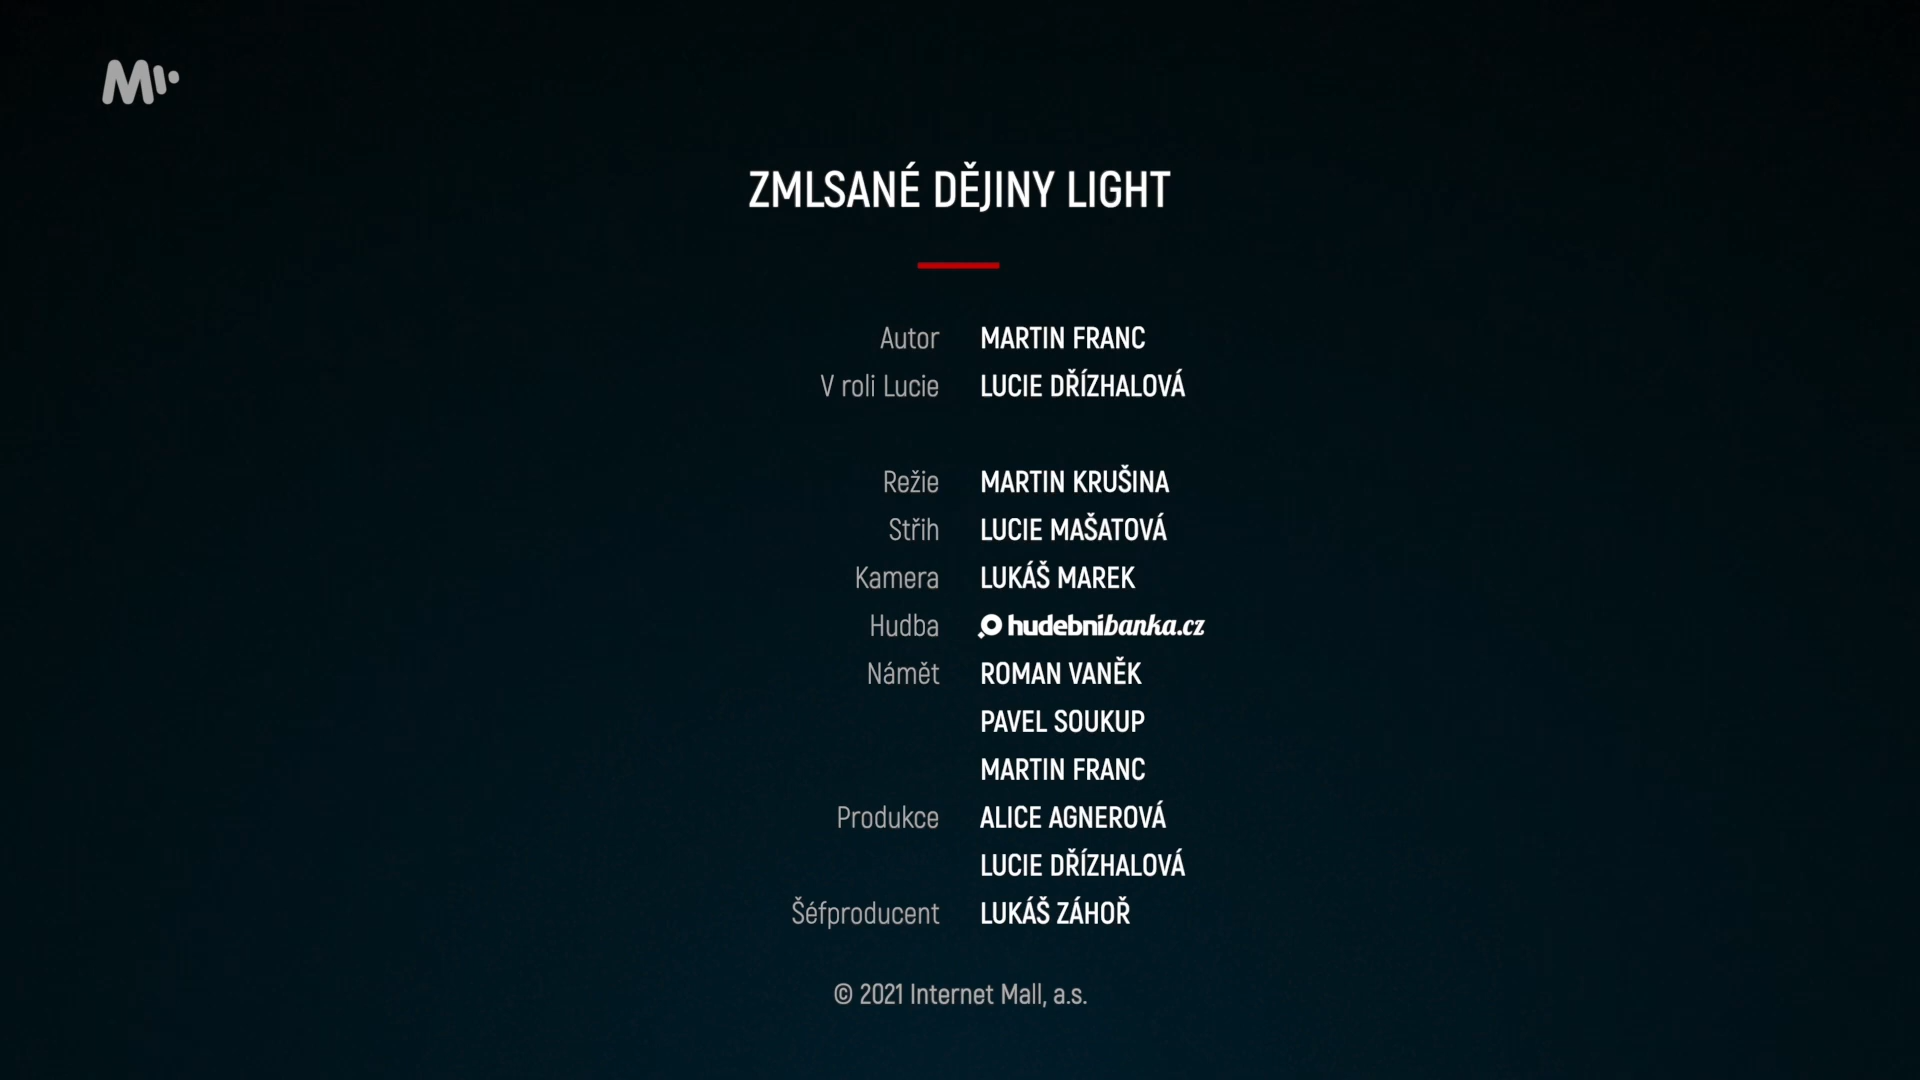 M
ZMLSANÉ DĚJINY LIGHT
Autor MARTIN FRANC
V roli Lucie LUCIE DŘÍZHALOVÁ
Režie MARTIN KRUŠINA
Střih LUCIE MAŠATOVÁ
Kamera LUKÁŠ MAREK
Hudba hudebnibanka.cz
Námět ROMAN VANĚK
PAVEL SOUKUP
MARTIN FRANC
Produkce ALICE AGNEROVÁ
LUCIE DŘÍZHALOVÁ
Šéfproducent LUKÁŠ ZÁHOŘ
© 2021 Internet Mall, a.s.